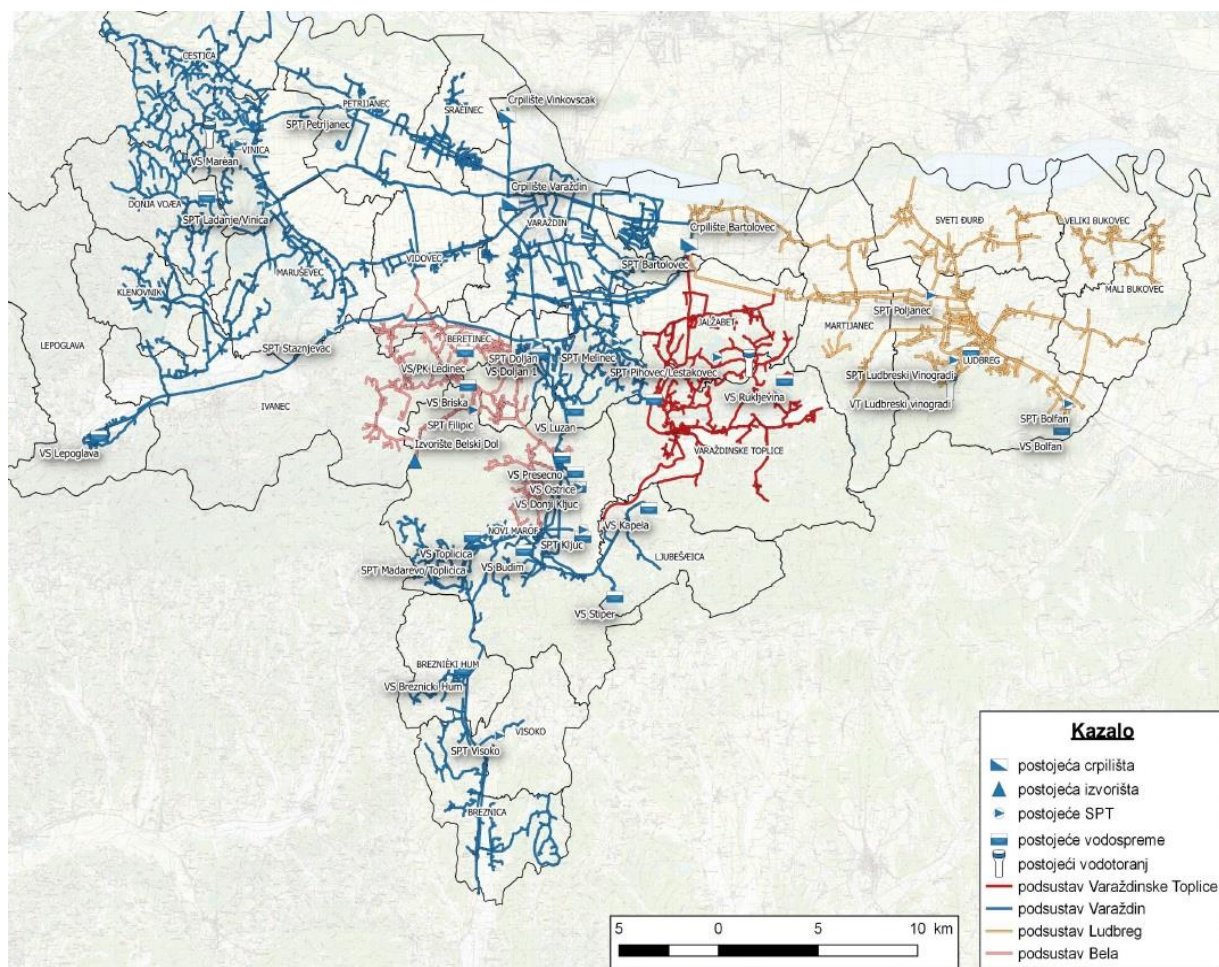 CESTICA
PETRIJANEC
SRAČINEC
Crpilište Vinkovscak
SPT Petrijanec
VINICA
VS Marčan
Crpilište Varaždin
DONJA VOĆA
SPT Ladanje/Vinica
VARAŽDIN
SVETI ĐURĐ
VELIKI BUKOVEC
Crpilište Bartolovec
VIDOVEC
SPT Bartolovec
MARUŠEVEC
KLENOVNIK
MALI BUKOVEC
SPT Poljanec
JALŽABET
MARTIJANEC
LEPOGLAVA
SPT Staznjevac
BERETINEC
SPT Doljan
SPT Melinec
VS/PK Ledinec
VS Doljan 1
SPT Pihovec/Lestakovec
LUDBREG
SPT Ludbreski Vinogradi
IVANEC
VS Briska
VS Rukljevina
VT Ludbreski vinogradi
SPT Filipic
VS Luzan
SPT Bolfan
Izvorište Belski Dol
VS Bolfan
VS Lepoglava
VARAŽDINSKE TOPLICE
VS Presecno
VS Ostrice
VS Donji Kljuc
NOVI MAROF
VS Kapela
SPT Kljuc
VS Toplicica
LJUBEŠĆICA
SPT Madarevo/Toplicica
VS Budim
VS Stiper
BREZNIČKI HUM
VS Breznicki Hum
VISOKO
SPT Visoko
BREZNICA
Kazalo
postojeća crpilišta
postojeća izvorišta
postojeće SPT
postojeće vodospreme
postojeći vodotoranj
podsustav Varaždinske Toplice
podsustav Varaždin
podsustav Ludbreg
podsustav Bela
5 0 5 10 km